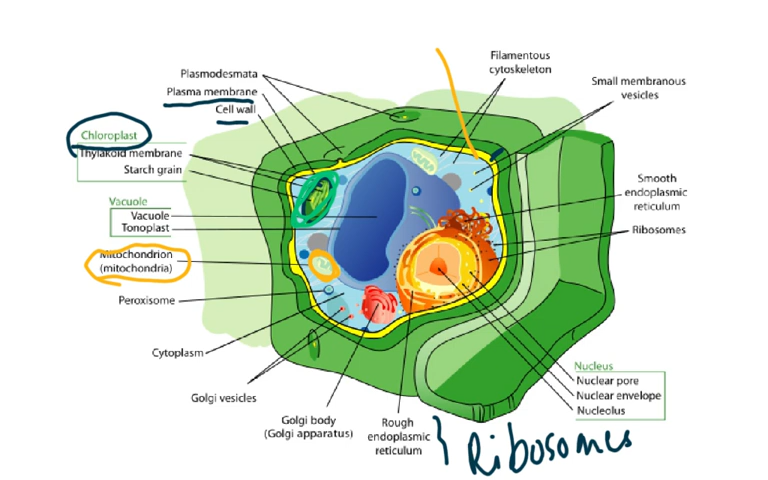 Filamentous
cytoskeleton
Plasmodesmata
Small membranous
vesicles
Plasma membrane
Cell wall
Chloroplast
Thylakoid membrane
Starch grain
Smooth
endoplasmic
reticulum
Vacuole
Vacuole
Tonoplast
Ribosomes
Mitochondrion
(mitochondria)
Peroxisome
Cytoplasm
Golgi vesicles
Golgi body
(Golgi apparatus)
Rough
endoplasmic
reticulum
Nucleus
Nuclear pore
Nuclear envelope
Nucleolus
} Ribosomes